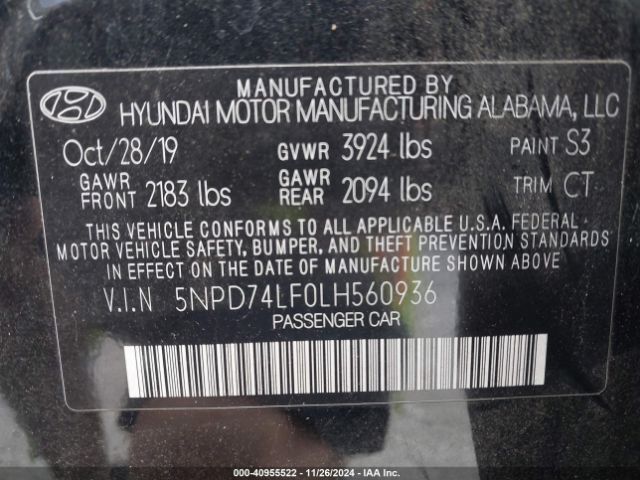 MANUFACTURED BY
HYUNDAI MOTOR MANUFACTURING ALABAMA, LLC
Oct/28/19 GVWR 3924 lbs PAINT S3
GAWR FRONT 2183 lbs GAWR REAR 2094 lbs TRIM CT
THIS VEHICLE CONFORMS TO ALL APPLICABLE U.S.A. FEDERAL
MOTOR VEHICLE SAFETY, BUMPER, AND THEFT PREVENTION STANDARDS
IN EFFECT ON THE DATE OF MANUFACTURE SHOWN ABOVE.
V.I.N 5NPD74LF0LH560936
PASSENGER CAR
000-40955522 — 11/26/2024 — IAA Inc.